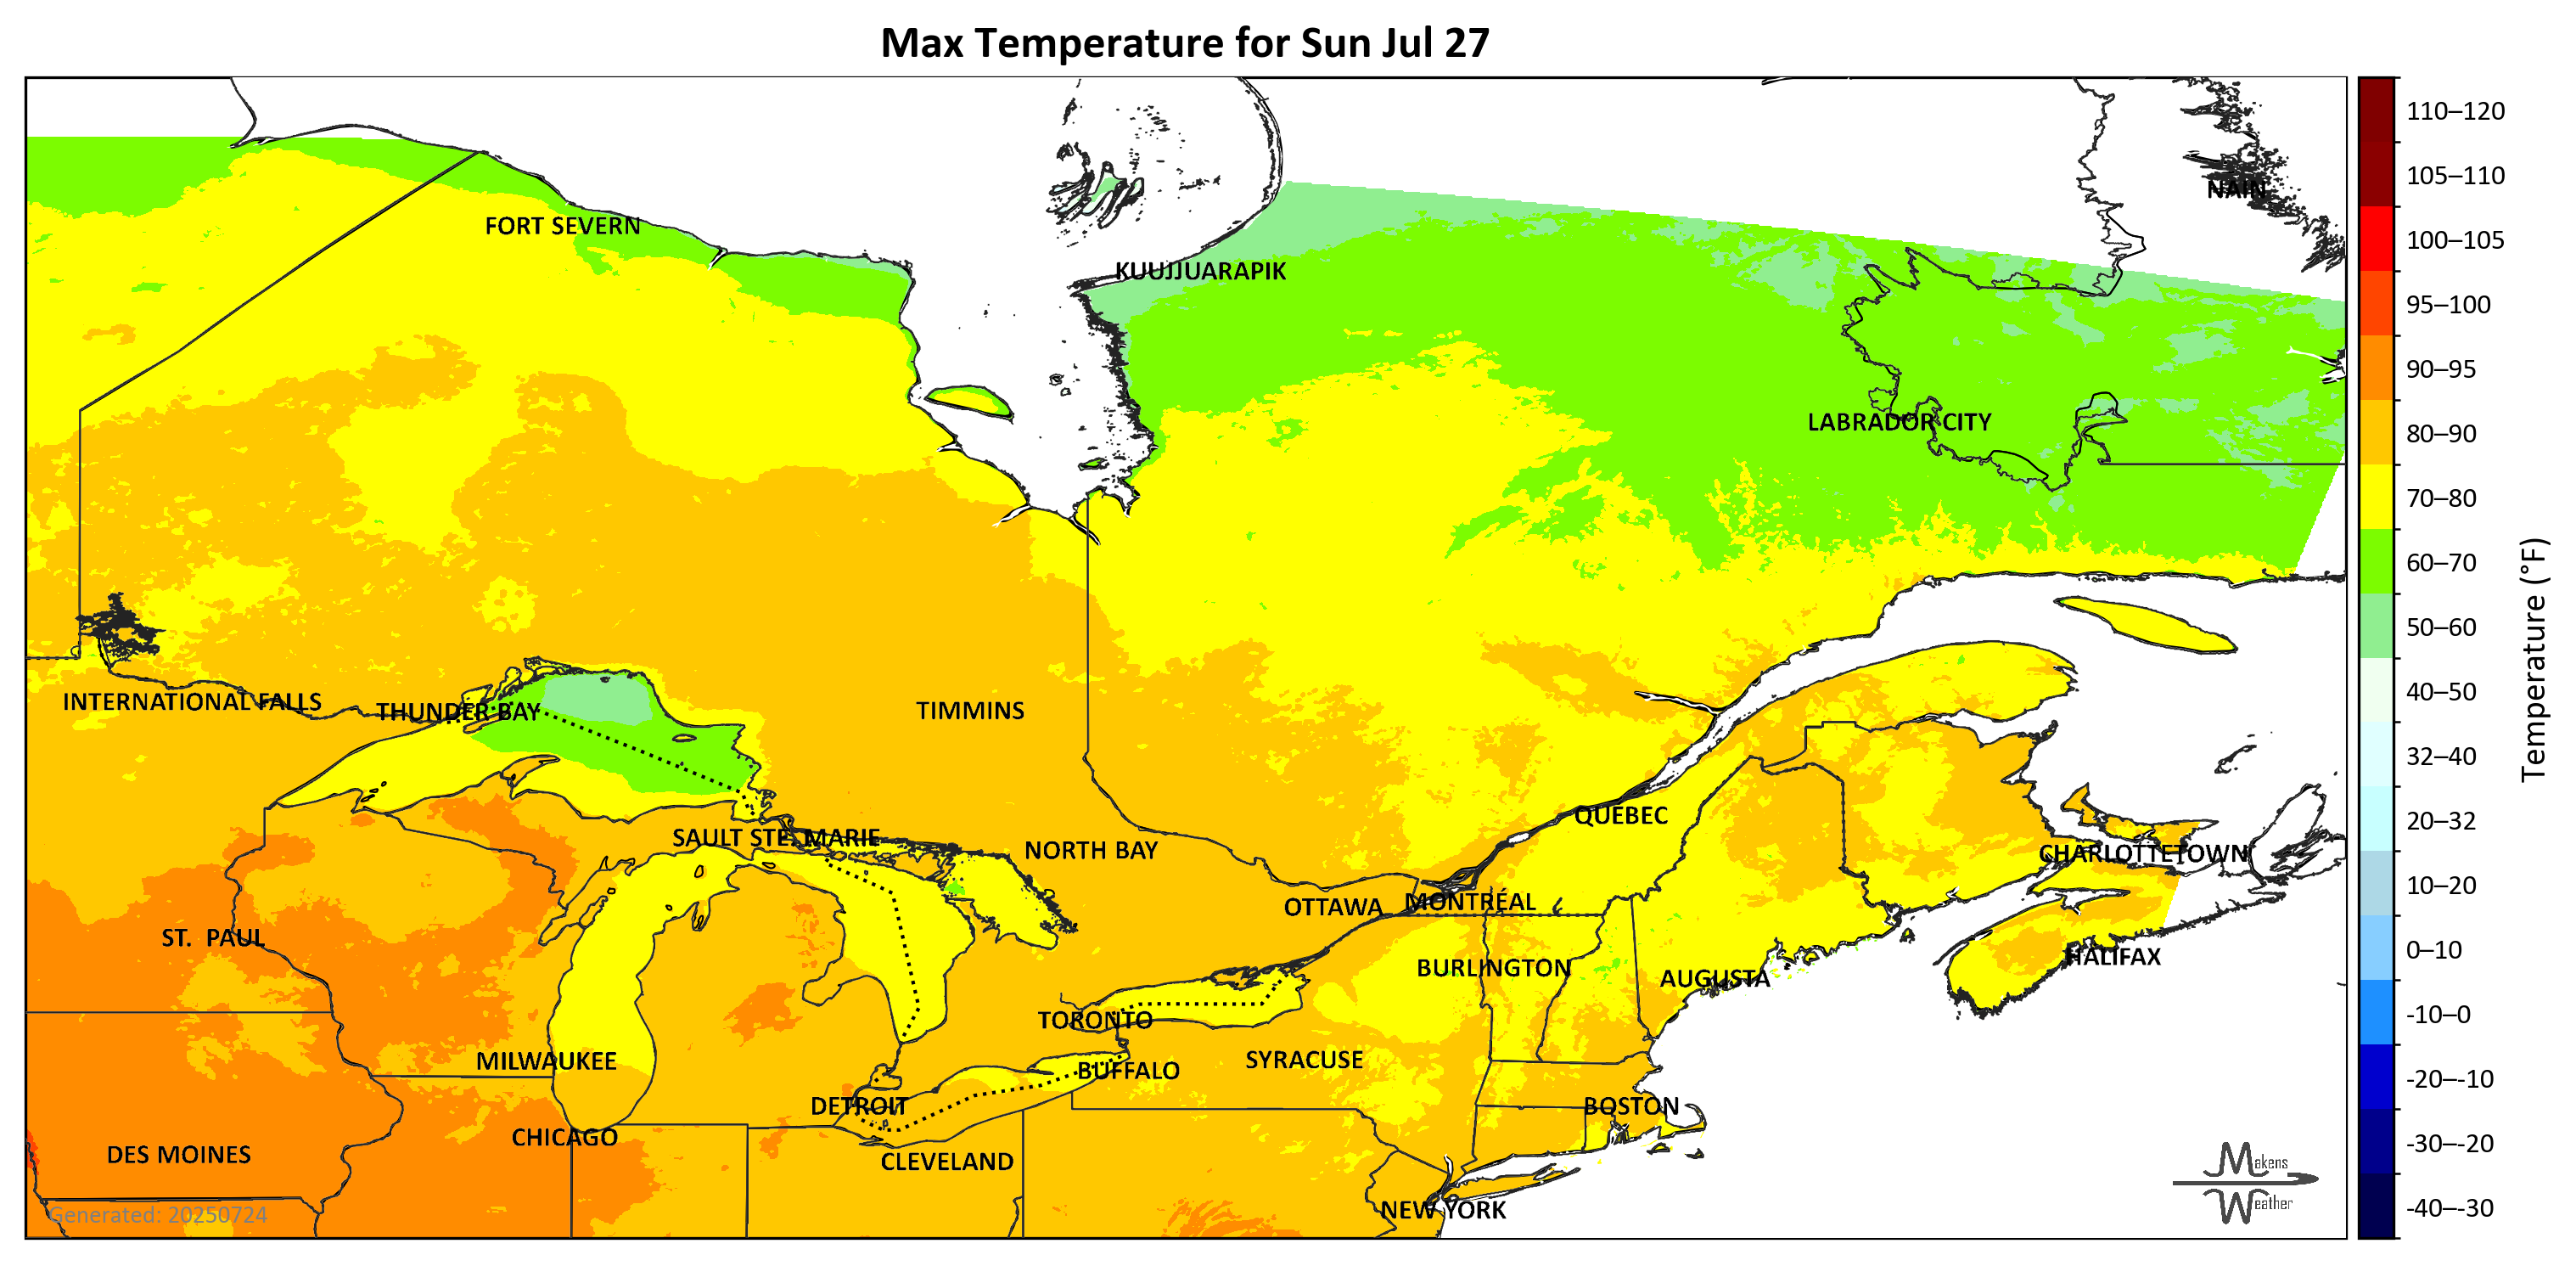 Max Temperature for Sun Jul 27
110–120
105–110
NAIN
FORT SEVERN
100–105
KUUJJUARAPIK
95–100
90–95
LABRADOR CITY
80–90
70–80
60–70
50–60
Temperature (°F)
40–50
INTERNATIONAL FALLS
THUNDER BAY
TIMMINS
32–40
QUÉBEC
20–32
SAULT STE. MARIE
NORTH BAY
CHARLOTTETOWN
10–20
OTTAWA
MONTRÉAL
ST. PAUL
0–10
HALIFAX
BURLINGTON
AUGUSTA
-10–0
TORONTO
MILWAUKEE
SYRACUSE
BUFFALO
-20–-10
DETROIT
BOSTON
CHICAGO
-30–-20
DES MOINES
CLEVELAND
Makens
Weather
-40–-30
NEW YORK
Generated: 20250724